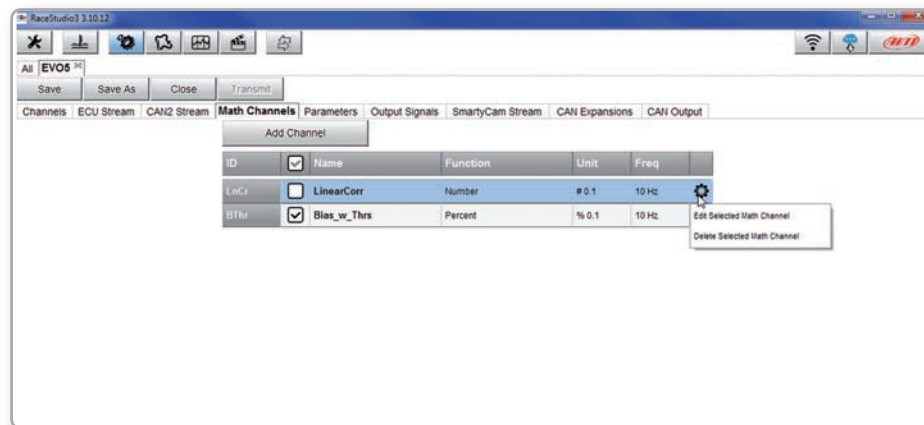 RaceStudio3 3.10.12
AiM
All EVO5
Save Save As Close Transmit
Channels ECU Stream CAN2 Stream Math Channels Parameters Output Signals SmartyCam Stream CAN Expansions CAN Output
Add Channel
ID Name Function Unit Freq
LnCr LinearCorr Number # 0.1 10 Hz
BThr Bias_w_Thrs Percent % 0.1 10 Hz
Edit Selected Math Channel
Delete Selected Math Channel